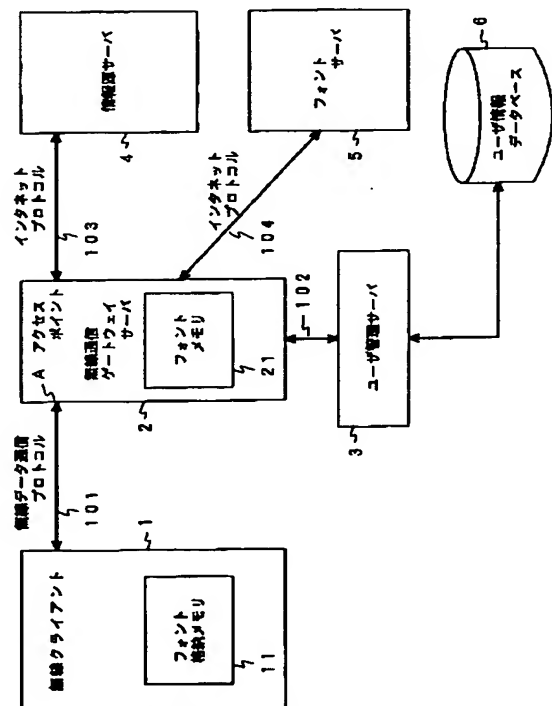 無線クライアント
フォント
格納メモリ
11
1
無線データ通信
プロトコル
101
A
アクセス
ポイント
無線通信
ゲートウェイ
サーバ
フォント
メモリ
21
2
インタネット
プロトコル
103
情報源サーバ
4
インタネット
プロトコル
104
フォント
サーバ
5
102
ユーザ管理サーバ
3
ユーザ情報
データベース
6